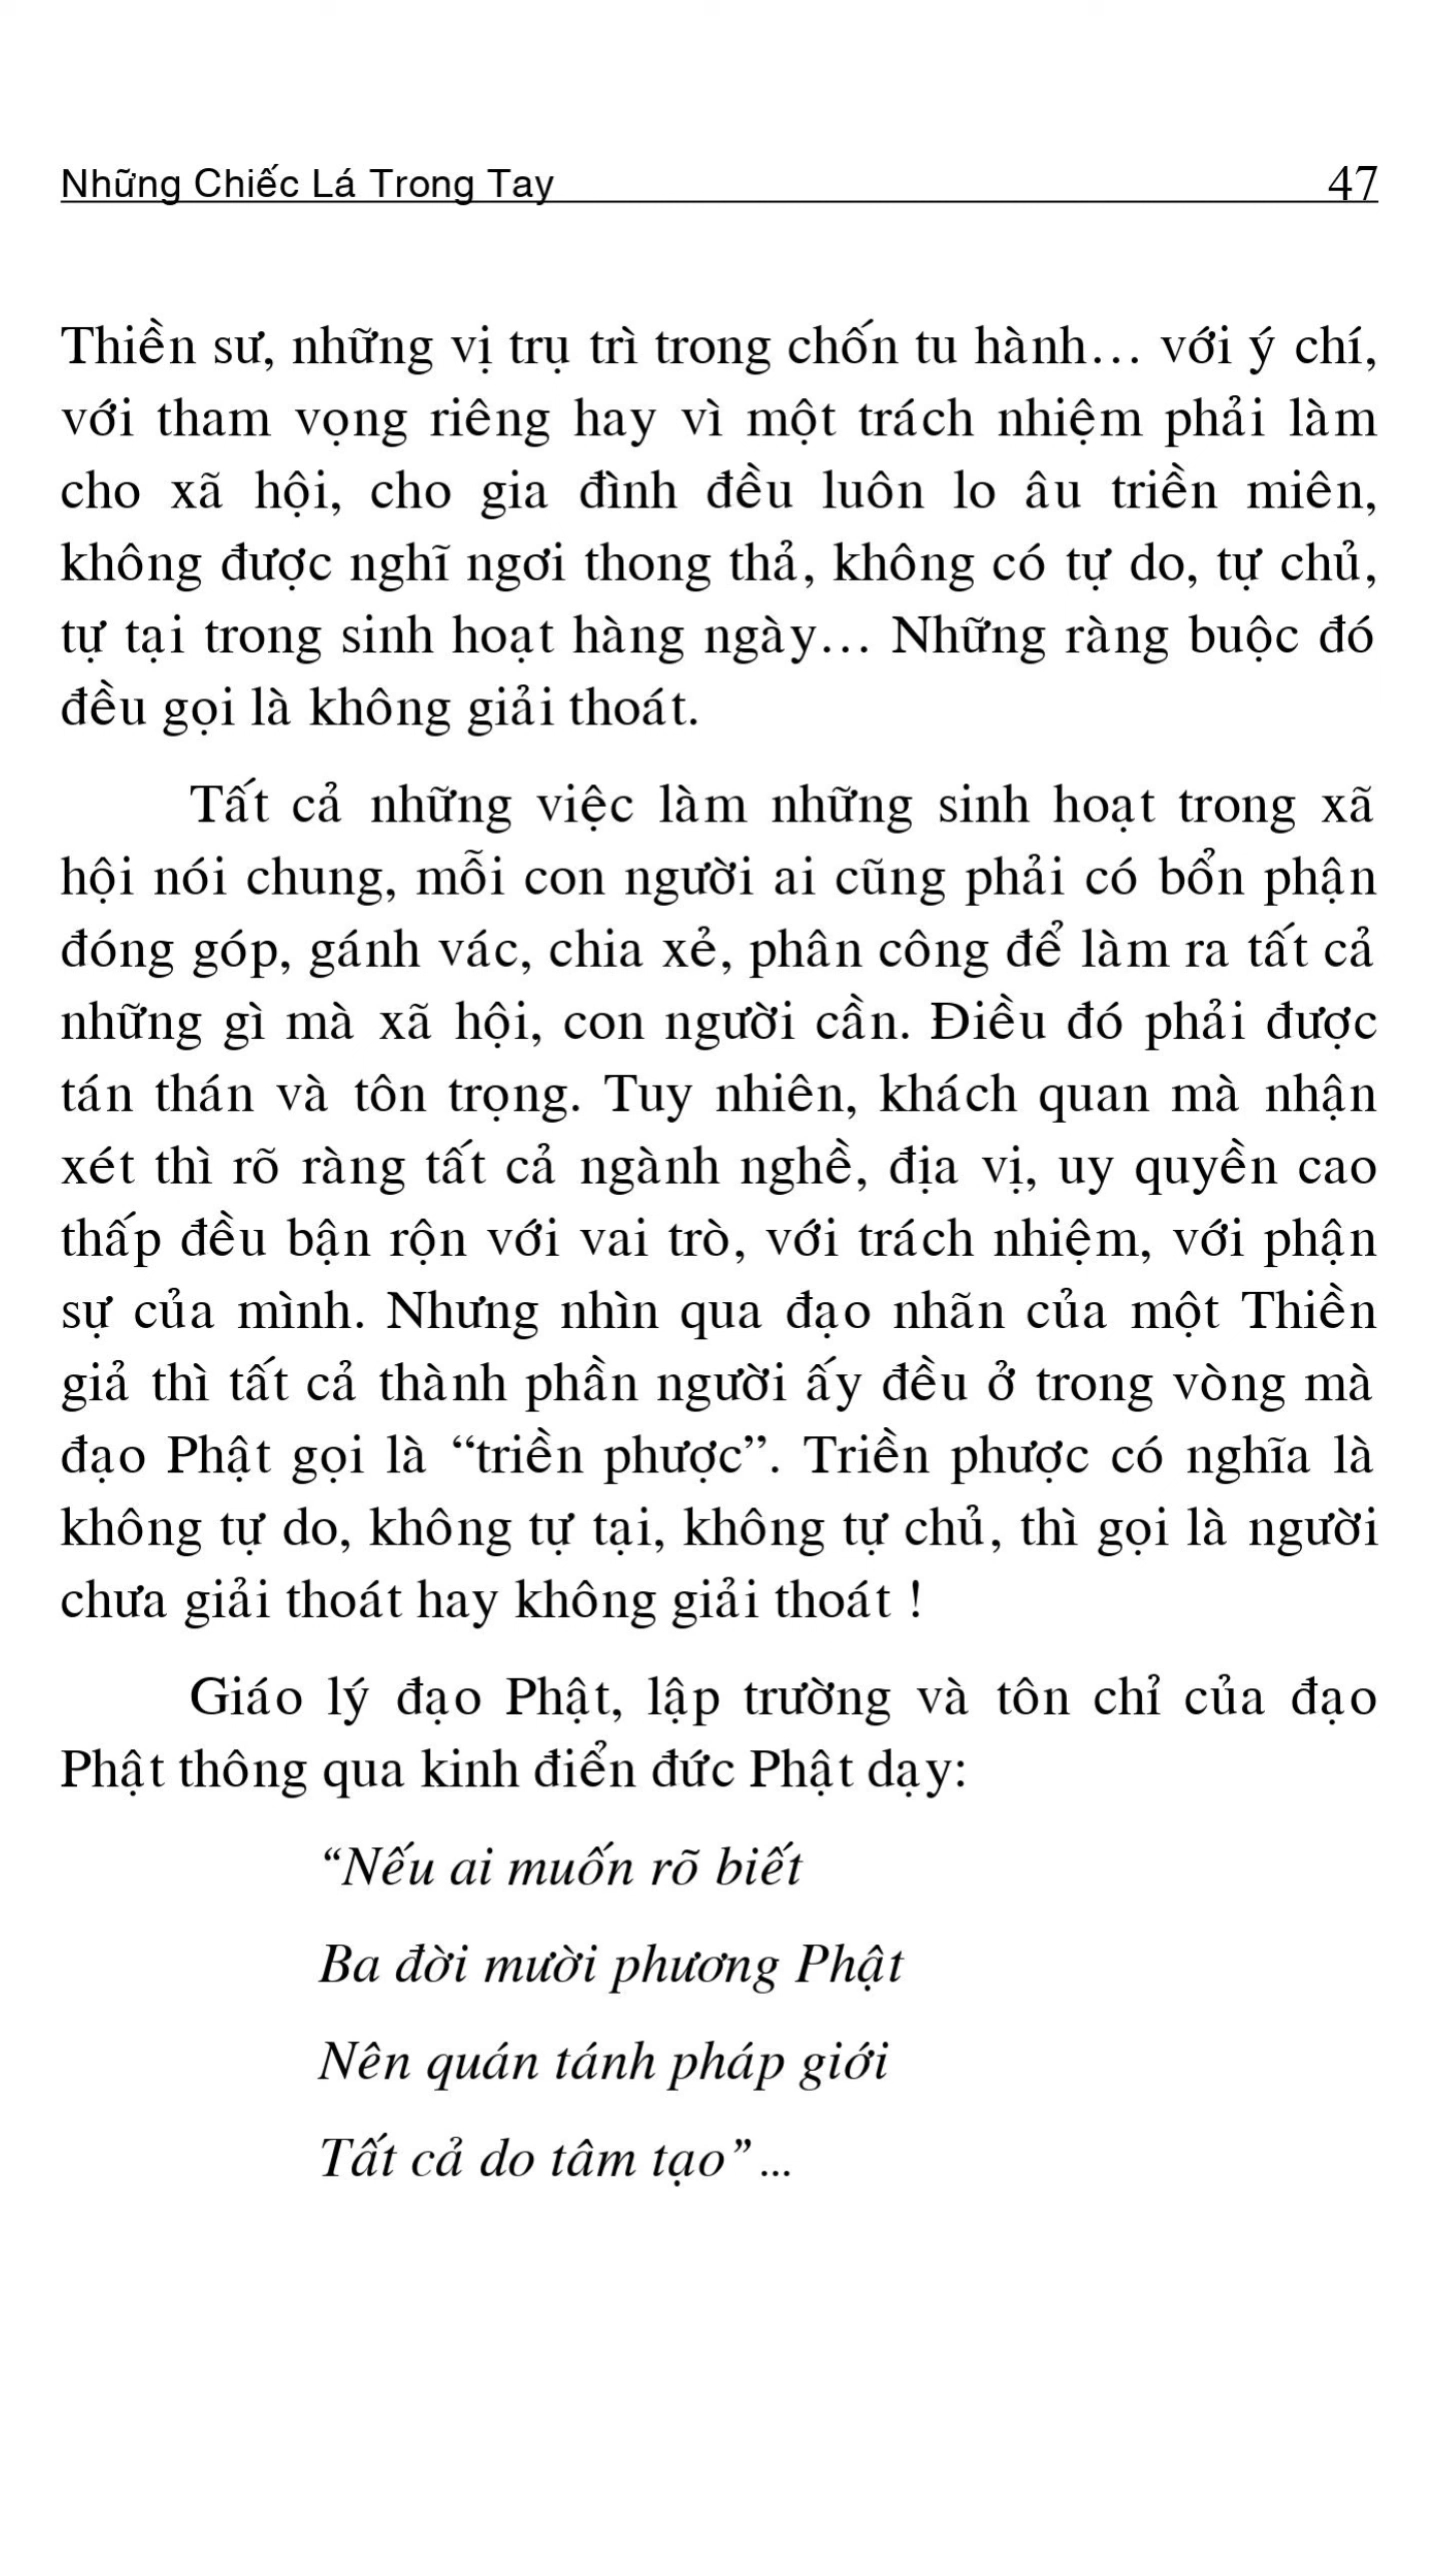 Những Chiếc Lá Trong Tay 47
Thiền sư, những vị trụ trì trong chốn tu hành… với ý chí,
với tham vọng riêng hay vì một trách nhiệm phải làm
cho xã hội, cho gia đình đều luôn lo âu triền miên,
không được nghĩ ngơi thong thả, không có tự do, tự chủ,
tự tại trong sinh hoạt hàng ngày… Những ràng buộc đó
đều gọi là không giải thoát.
Tất cả những việc làm những sinh hoạt trong xã
hội nói chung, mỗi con người ai cũng phải có bổn phận
đóng góp, gánh vác, chia xẻ, phân công để làm ra tất cả
những gì mà xã hội, con người cần. Điều đó phải được
tán thán và tôn trọng. Tuy nhiên, khách quan mà nhận
xét thì rõ ràng tất cả ngành nghề, địa vị, uy quyền cao
thấp đều bận rộn với vai trò, với trách nhiệm, với phận
sự của mình. Nhưng nhìn qua đạo nhãn của một Thiền
giả thì tất cả thành phần người ấy đều ở trong vòng mà
đạo Phật gọi là “triền phược”. Triền phược có nghĩa là
không tự do, không tự tại, không tự chủ, thì gọi là người
chưa giải thoát hay không giải thoát !
Giáo lý đạo Phật, lập trường và tôn chỉ của đạo
Phật thông qua kinh điển đức Phật dạy:
“Nếu ai muốn rõ biết
Ba đời mười phương Phật
Nên quán tánh pháp giới
Tất cả do tâm tạo”…